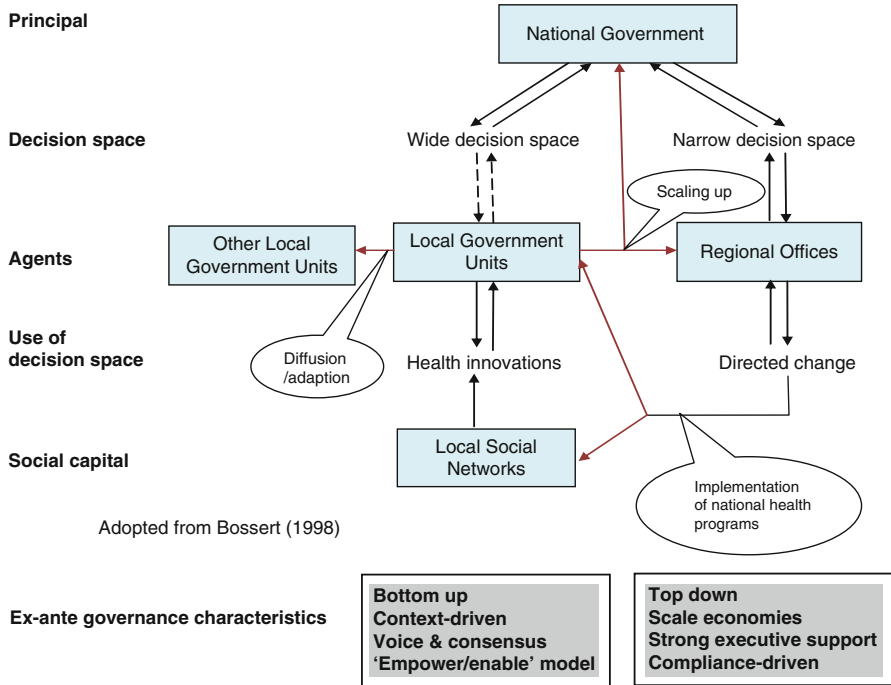 Principal
National Government
Decision space
Wide decision space
Narrow decision space
Scaling up
Agents
Other Local
Government Units
Local Government
Units
Regional Offices
Use of
decision space
Diffusion
/adaption
Health innovations
Directed change
Social capital
Local Social
Networks
Implementation
of national health
programs
Adopted from Bossert (1998)
Ex-ante governance characteristics
Bottom up
Context-driven
Voice & consensus
‘Empower/enable’ model
Top down
Scale economies
Strong executive support
Compliance-driven